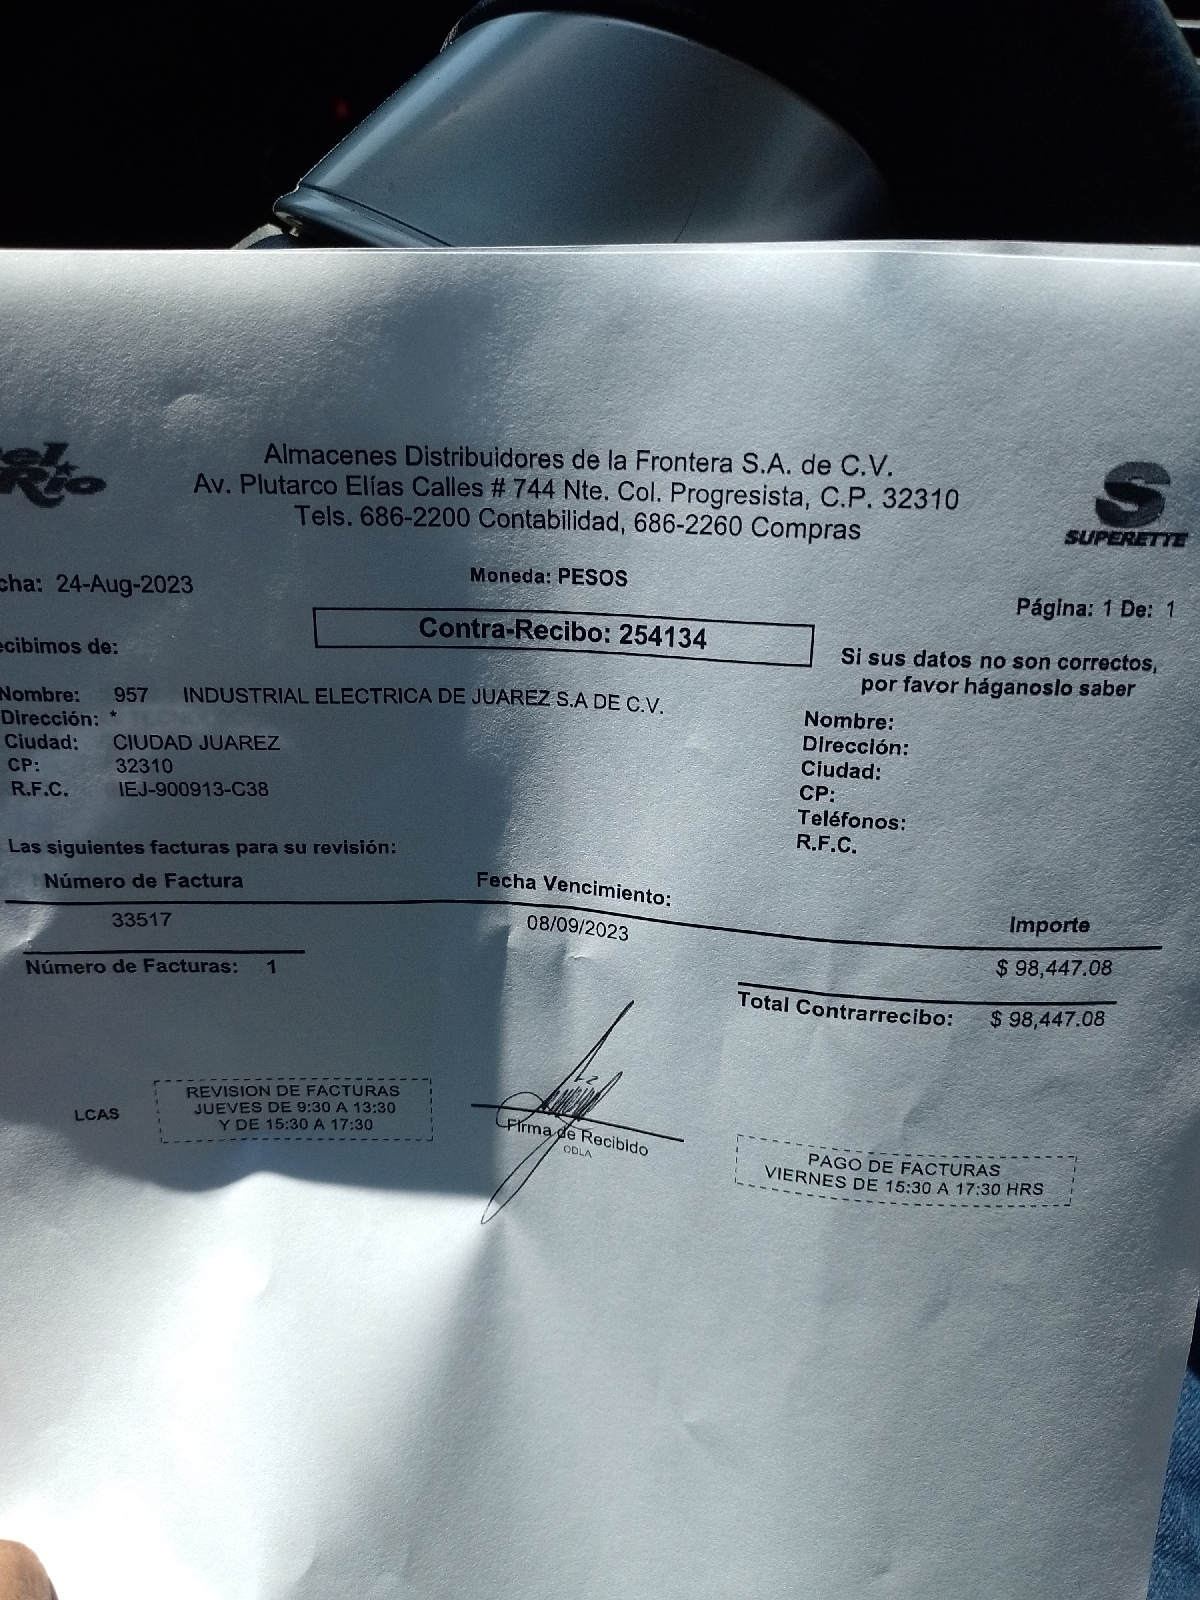 el Rio
Almacenes Distribuidores de la Frontera S.A. de C.V.
Av. Plutarco Elías Calles # 744 Nte. Col. Progresista, C.P. 32310
Tels. 686-2200 Contabilidad, 686-2260 Compras
S
SUPERETTE
cha: 24-Aug-2023
Moneda: PESOS
Página: 1 De: 1
Contra-Recibo: 254134
ecibimos de:
Si sus datos no son correctos,
por favor háganoslo saber
Nombre: 957 INDUSTRIAL ELECTRICA DE JUAREZ S.A DE C.V.
Dirección: *
Ciudad: CIUDAD JUAREZ
CP: 32310
R.F.C. IEJ-900913-C38
Nombre:
Dirección:
Ciudad:
CP:
Teléfonos:
R.F.C.
Las siguientes facturas para su revisión:
Número de Factura Fecha Vencimiento: Importe
33517 08/09/2023 $ 98,447.08
Número de Facturas: 1
Total Contrarrecibo: $ 98,447.08
LCAS
REVISION DE FACTURAS
JUEVES DE 9:30 A 13:30
Y DE 15:30 A 17:30
Firma de Recibido
ODLA
PAGO DE FACTURAS
VIERNES DE 15:30 A 17:30 HRS